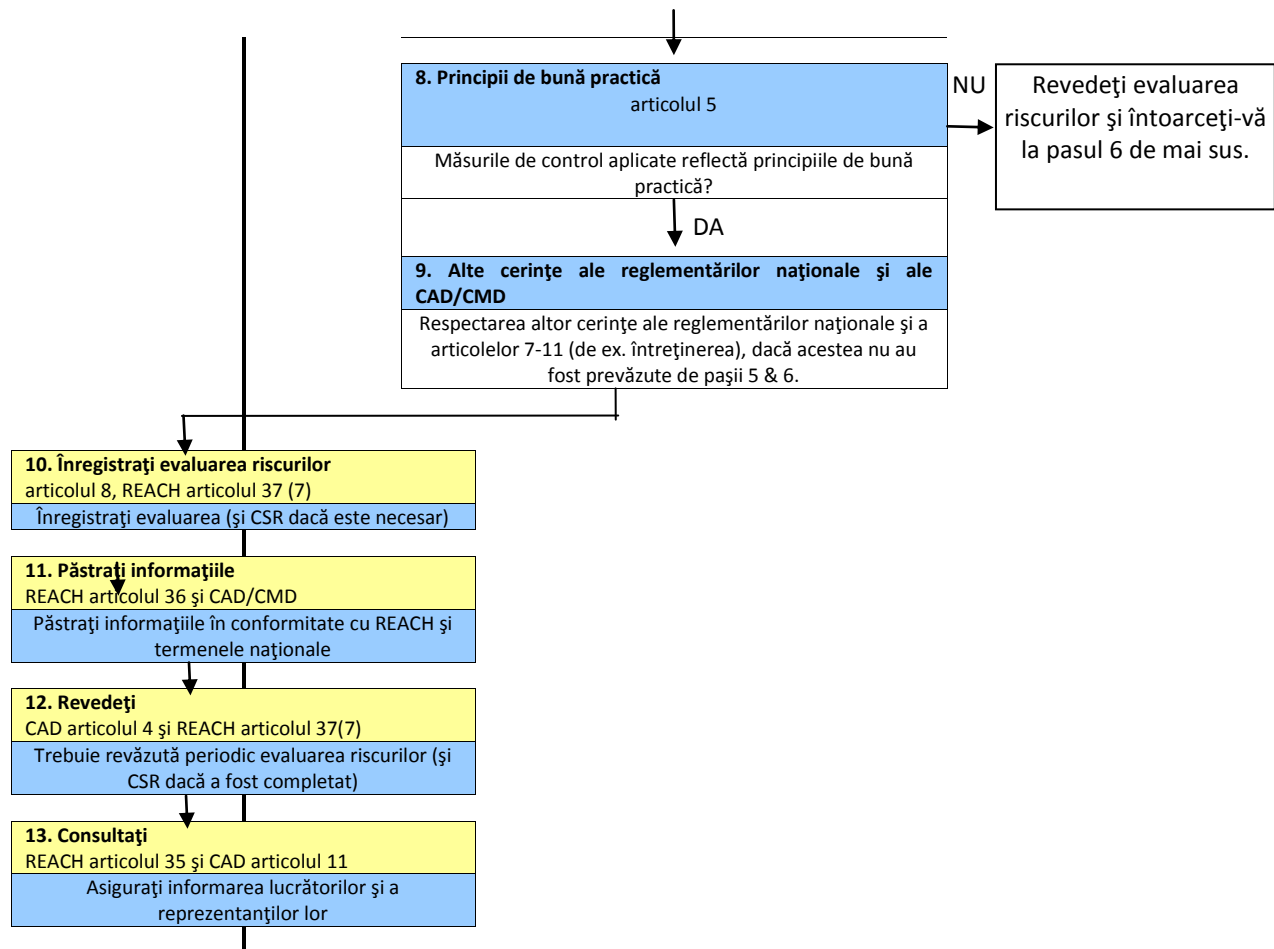 8. Principii de bună practică
articolul 5
Măsurile de control aplicate reflectă principiile de bună
practică?
NU
Revedeţi evaluarea
riscurilor şi întoarceţi-vă
la pasul 6 de mai sus.
DA
9. Alte cerinţe ale reglementărilor naţionale şi ale
CAD/CMD
Respectarea altor cerinţe ale reglementărilor naţionale şi a
articolelor 7-11 (de ex. întreţinerea), dacă acestea nu au
fost prevăzute de paşii 5 & 6.
10. Înregistraţi evaluarea riscurilor
articolul 8, REACH articolul 37 (7)
Înregistraţi evaluarea (şi CSR dacă este necesar)
11. Păstraţi informaţiile
REACH articolul 36 şi CAD/CMD
Păstraţi informaţiile în conformitate cu REACH şi
termenele naţionale
12. Revedeţi
CAD articolul 4 şi REACH articolul 37(7)
Trebuie revăzută periodic evaluarea riscurilor (şi
CSR dacă a fost completat)
13. Consultaţi
REACH articolul 35 şi CAD articolul 11
Asiguraţi informarea lucrătorilor şi a
reprezentanţilor lor